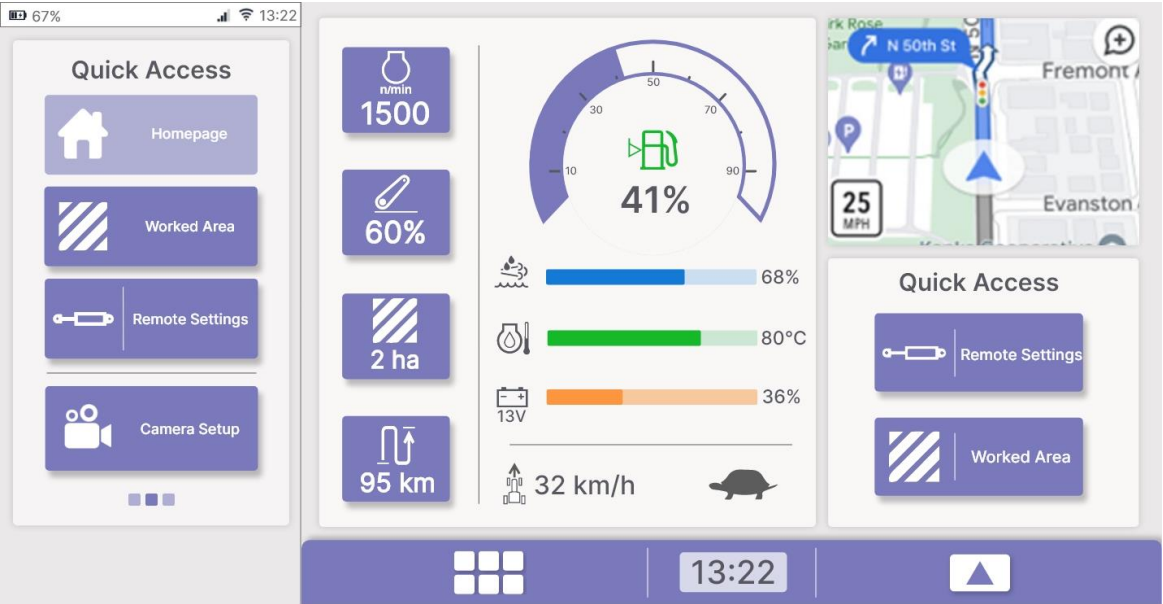 67%
13:22
Quick Access
Homepage
Worked Area
Remote Settings
Camera Setup
n/min
1500
60%
2 ha
95 km
10
30
50
70
90
41%
68%
80°C
- +
13V
36%
32 km/h
rk Rose
N 50th St
Fremont
P
25
MPH
Evanston
Quick Access
Remote Settings
Worked Area
13:22